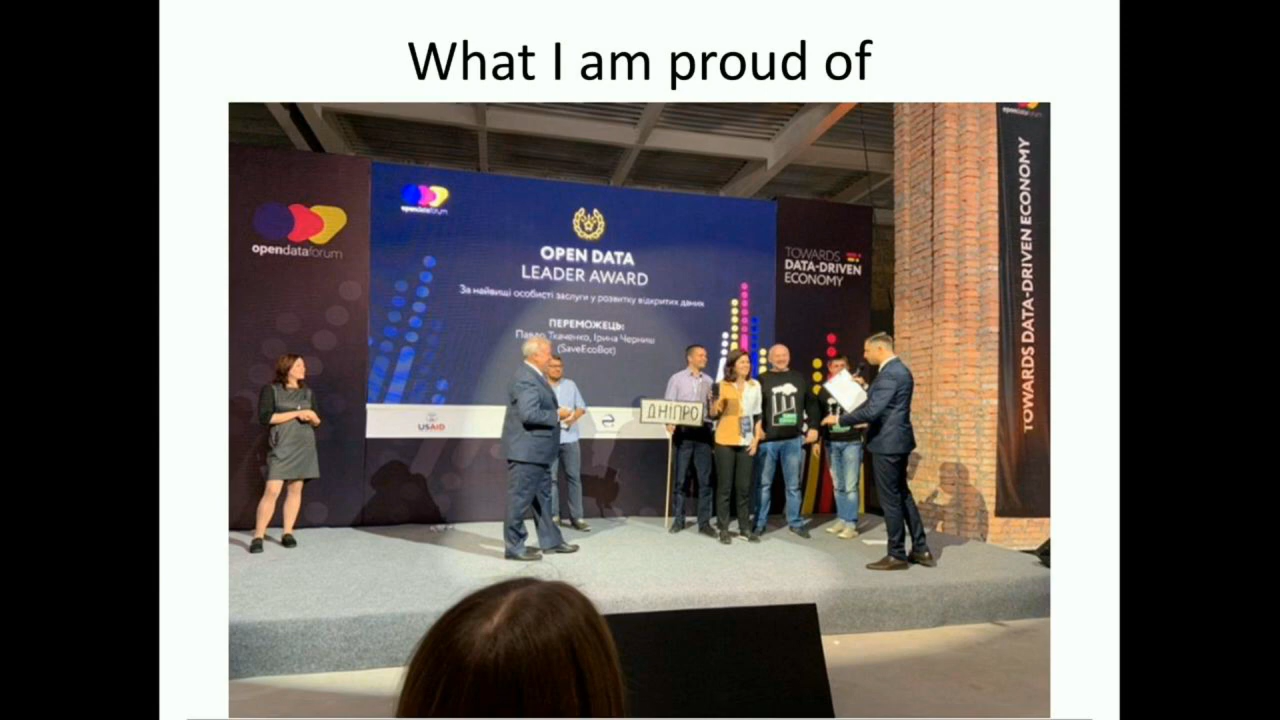 What I am proud of
opendataforum
opendataforum
opendataforum
OPEN DATA
LEADER AWARD
За найвищі особисті заслуги у розвитку відкритих даних
ПЕРЕМОЖЕЦЬ:
Павло Ткаченко, Ірина Черниш
(SaveEcoBot)
USAID
TOWARDS
DATA-DRIVEN
ECONOMY
ДНІПРО
TOWARDS DATA-DRIVEN ECONOMY